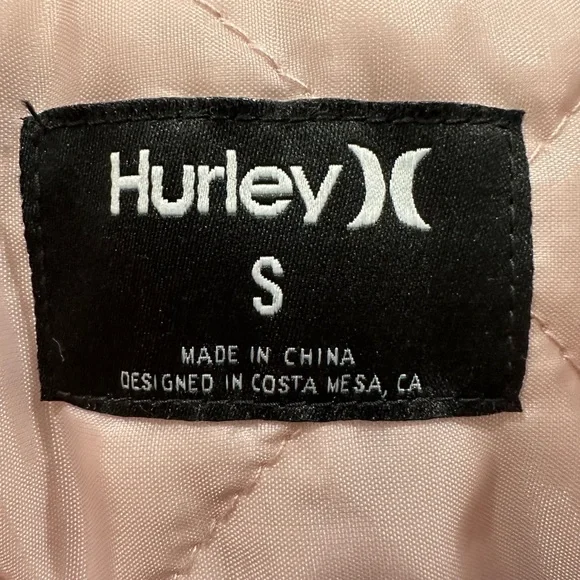 Hurley
S
MADE IN CHINA
DESIGNED IN COSTA MESA, CA